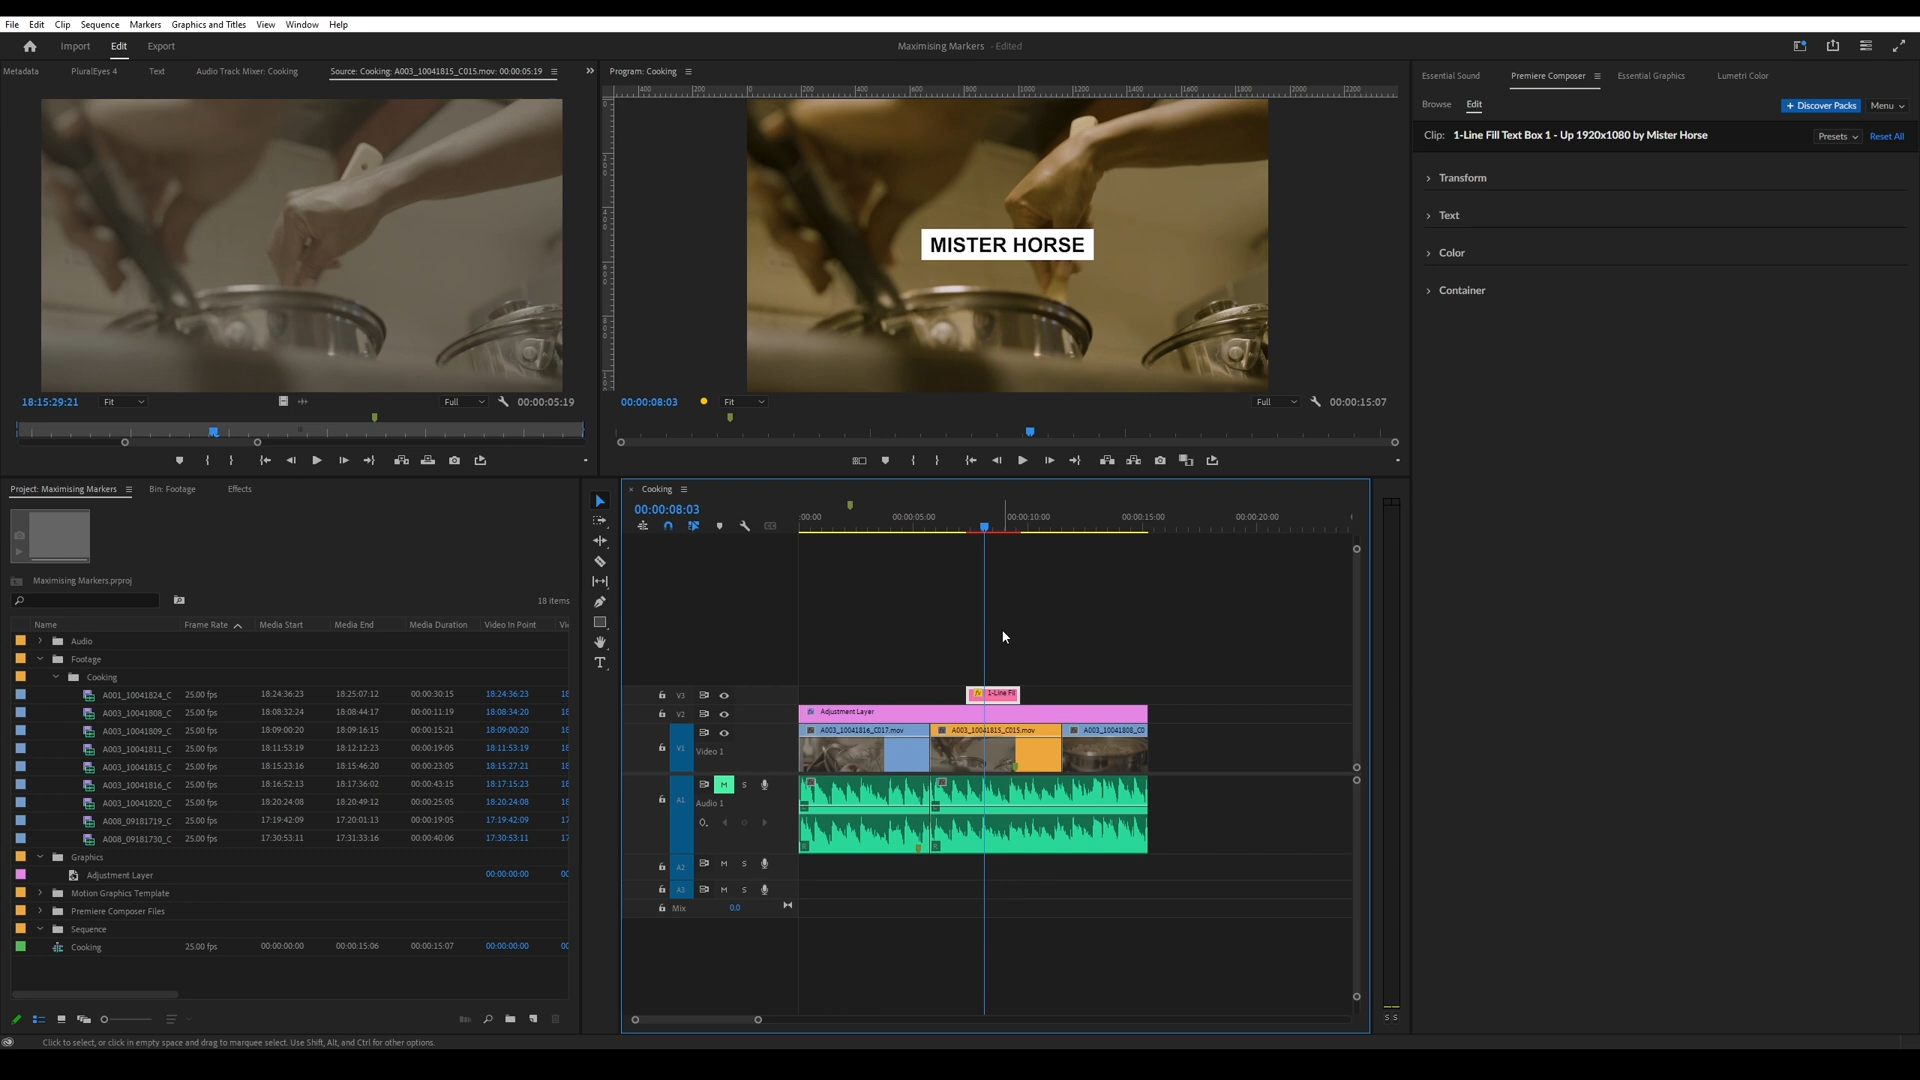 File Edit Clip Sequence Markers Graphics and Titles View Window Help
Import Edit Export
Maximising Markers - Edited
Metadata PluralEyes 4 Text Audio Track Mixer: Cooking Source: Cooking: A003_10041815_C015.mov: 00:00:05:19
Program: Cooking
Essential Sound Premiere Composer Essential Graphics Lumetri Color
Browse Edit + Discover Packs Menu
Clip: 1-Line Fill Text Box 1 - Up 1920x1080 by Mister Horse Presets Reset All
Transform
Text
Color
Container
MISTER HORSE
18:15:29:21 Fit Full 00:00:05:19
00:00:08:03 Fit Full 00:00:15:07
Project: Maximising Markers Bin: Footage Effects
Maximising Markers.prproj
18 items
Name Frame Rate Media Start Media End Media Duration Video In Point
Audio
Footage
Cooking
A001_10041824_C 25.00 fps 18:24:36:23 18:25:07:12 00:00:30:15 18:24:36:23 18
A003_10041808_C 25.00 fps 18:08:32:24 18:08:44:17 00:00:11:19 18:08:34:20 18
A003_10041809_C 25.00 fps 18:09:00:20 18:09:16:15 00:00:15:21 18:09:00:20 18
A003_10041811_C 25.00 fps 18:11:53:19 18:12:12:23 00:00:19:05 18:11:53:19 18
A003_10041815_C 25.00 fps 18:15:23:16 18:15:46:20 00:00:23:05 18:15:27:21 18
A003_10041816_C 25.00 fps 18:16:52:13 18:17:36:02 00:00:43:15 18:17:15:23 18
A003_10041820_C 25.00 fps 18:20:24:08 18:20:49:12 00:00:25:05 18:20:24:08 18
A008_09181719_C 25.00 fps 17:19:42:09 17:20:01:13 00:00:19:05 17:19:42:09 17
A008_09181730_C 25.00 fps 17:30:53:11 17:31:33:16 00:00:40:06 17:30:53:11 17
Graphics
Adjustment Layer 00:00:00:00 00
Motion Graphics Template
Premiere Composer Files
Sequence
Cooking 25.00 fps 00:00:00:00 00:00:15:06 00:00:15:07 00:00:00:00 00
Cooking
00:00:08:03
:00:00 00:00:05:00 00:00:10:00 00:00:15:00 00:00:20:00
V3 1-Line Fil
V2 Adjustment Layer
V1 Video 1 A003_10041816_C017.mov A003_10041815_C015.mov A003_10041808_C0
A1 M S
Audio 1
A2 M S
A3 M S
Mix 0.0
S S
Click to select, or click in empty space and drag to marquee select. Use Shift, Alt, and Ctrl for other options.